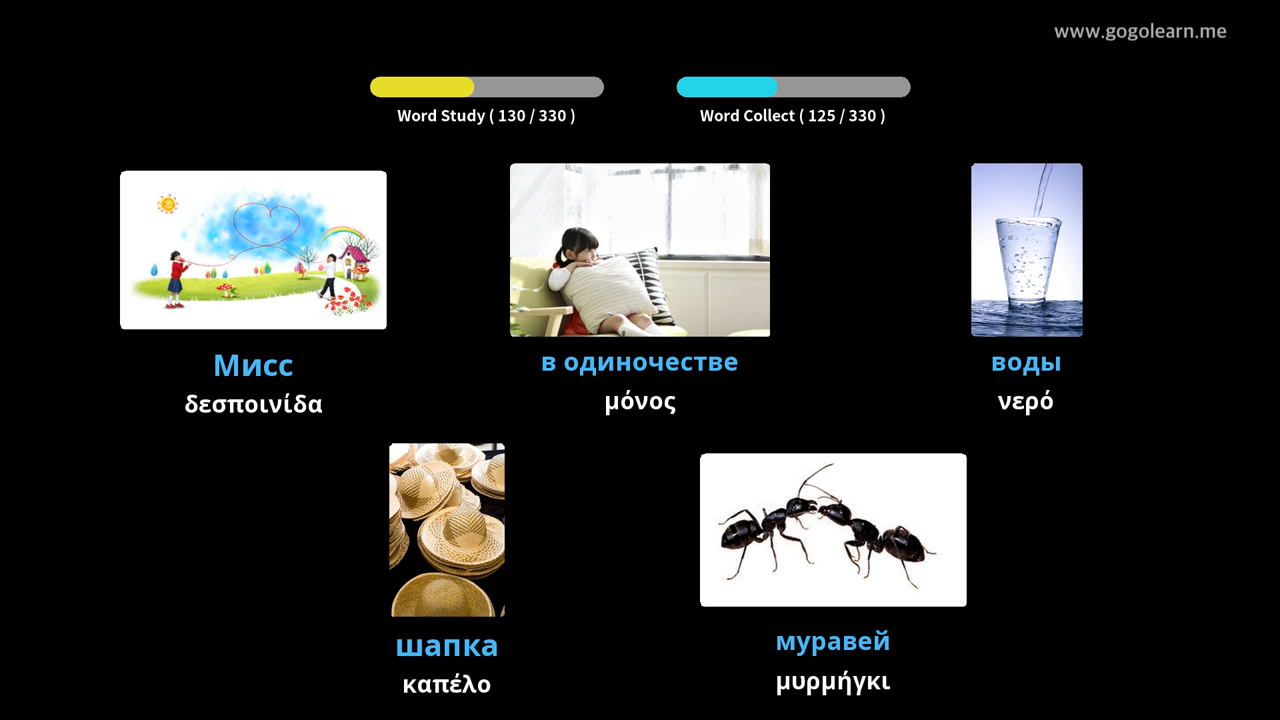 www.gogolearn.me
Word Study ( 130 / 330 )
Word Collect ( 125 / 330 )
Мисс
δεσποινίδα
в одиночестве
μόνος
воды
νερό
шапка
καπέλο
муравей
μυρμήγκι